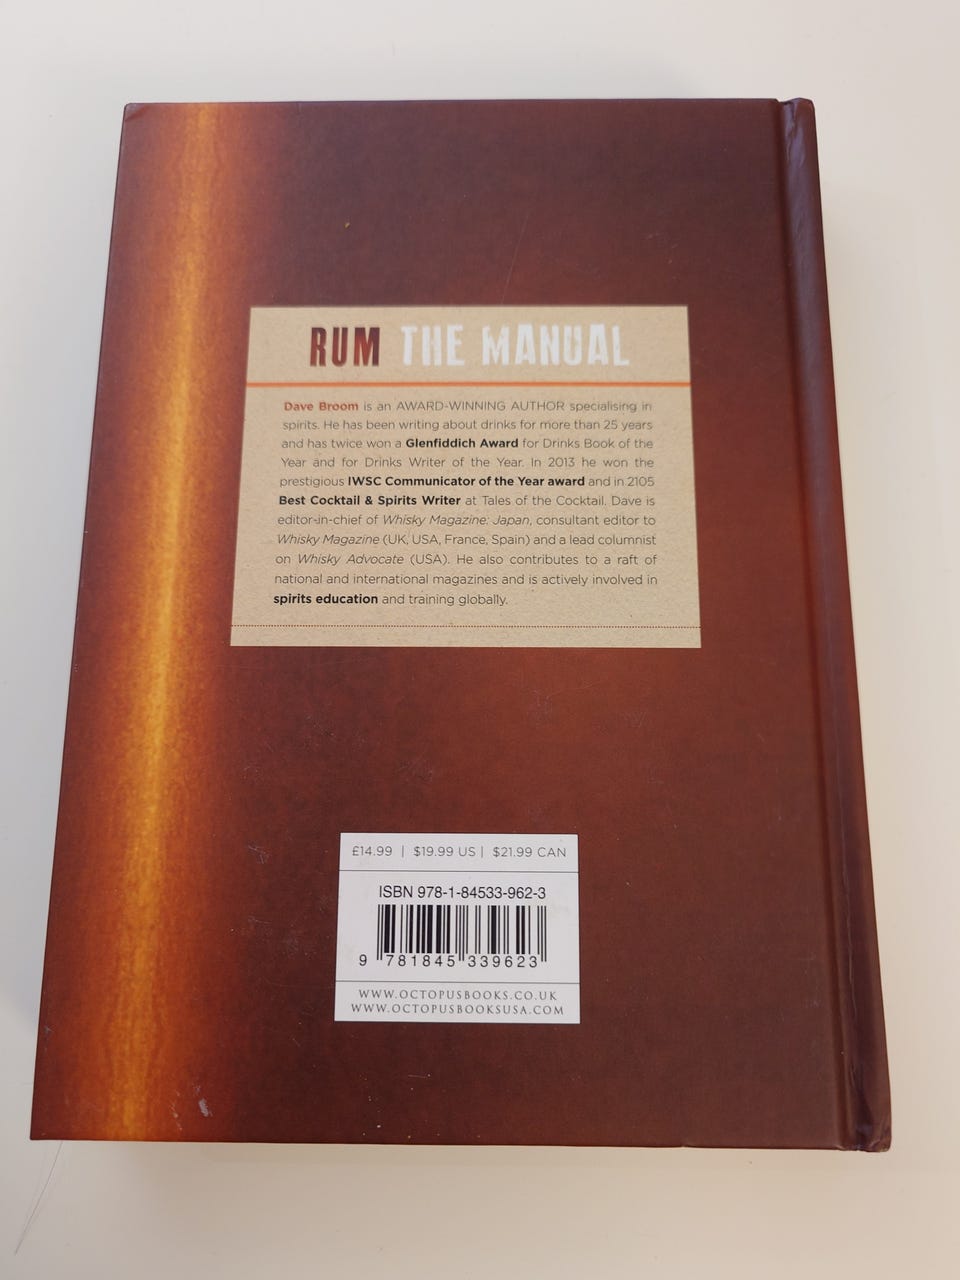 RUM THE MANUAL
Dave Broom is an AWARD-WINNING AUTHOR specialising in
spirits. He has been writing about drinks for more than 25 years
and has twice won a Glenfiddich Award for Drinks Book of the
Year and for Drinks Writer of the Year. In 2013 he won the
prestigious IWSC Communicator of the Year award and in 2105
Best Cocktail & Spirits Writer at Tales of the Cocktail. Dave is
editor-in-chief of Whisky Magazine: Japan, consultant editor to
Whisky Magazine (UK, USA, France, Spain) and a lead columnist
on Whisky Advocate (USA). He also contributes to a raft of
national and international magazines and is actively involved in
spirits education and training globally.
£14.99 | $19.99 US | $21.99 CAN
ISBN 978-1-84533-962-3
9 781845 339623
WWW.OCTOPUSBOOKS.CO.UK
WWW.OCTOPUSBOOKSUSA.COM